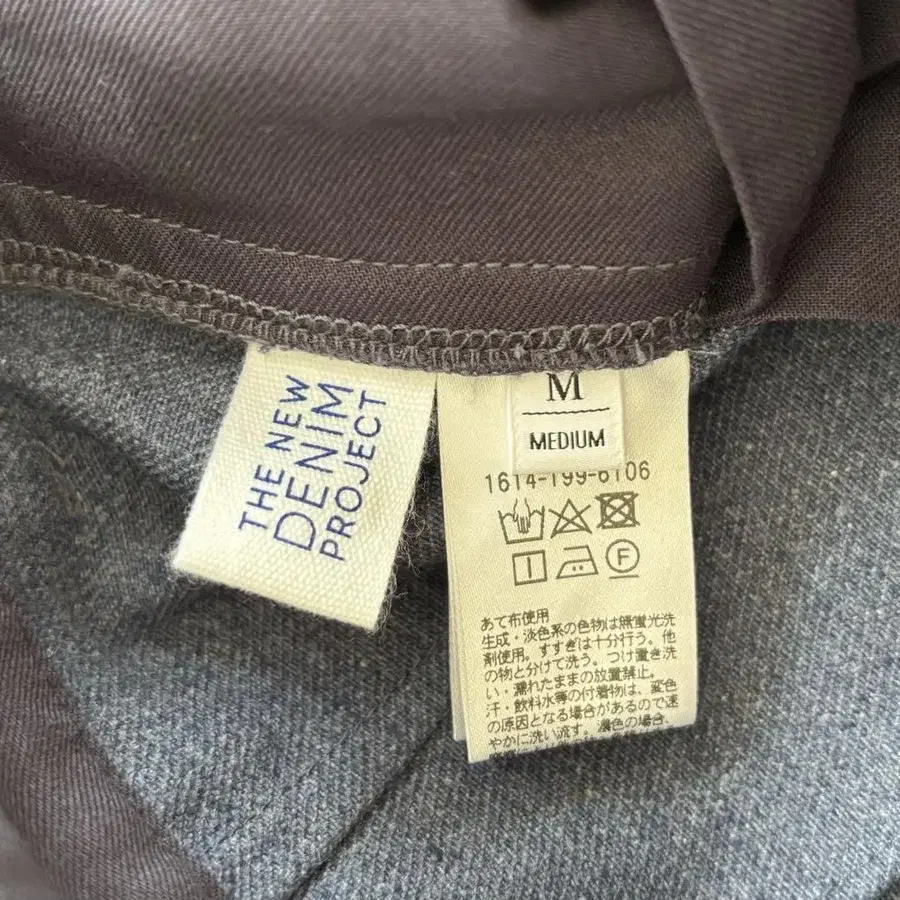 THE NEW
DENIM
PROJECT
M
MEDIUM
1614-199-6106
F
あて布使用
生成・淡色系の色物は無蛍光洗
剤使用。すすぎは十分行う。他
の物と分けて洗う。つけ置き洗
い・濡れたままの放置禁止。
汗・飲料水等の付着物は、変色
の原因となる場合があるので速
やかに洗い流す。濃色の場合、